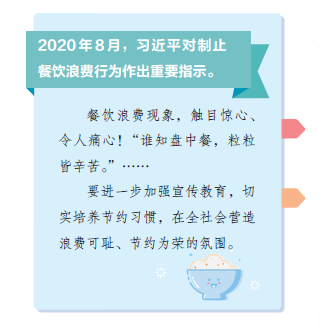 2020年8月，习近平对制止
餐饮浪费行为作出重要指示。
餐饮浪费现象，触目惊心、
令人痛心！“谁知盘中餐，粒粒
皆辛苦。”……
要进一步加强宣传教育，切
实培养节约习惯，在全社会营造
浪费可耻、节约为荣的氛围。